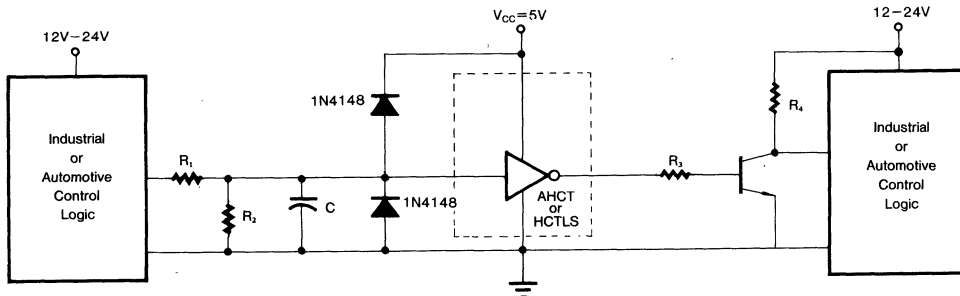 V_CC=5V
12V–24V
12–24V
1N4148
Industrial
or
Automotive
Control
Logic
R₁
R₂
C
1N4148
AHCT
or
HCTLS
R₃
R₄
Industrial
or
Automotive
Control
Logic